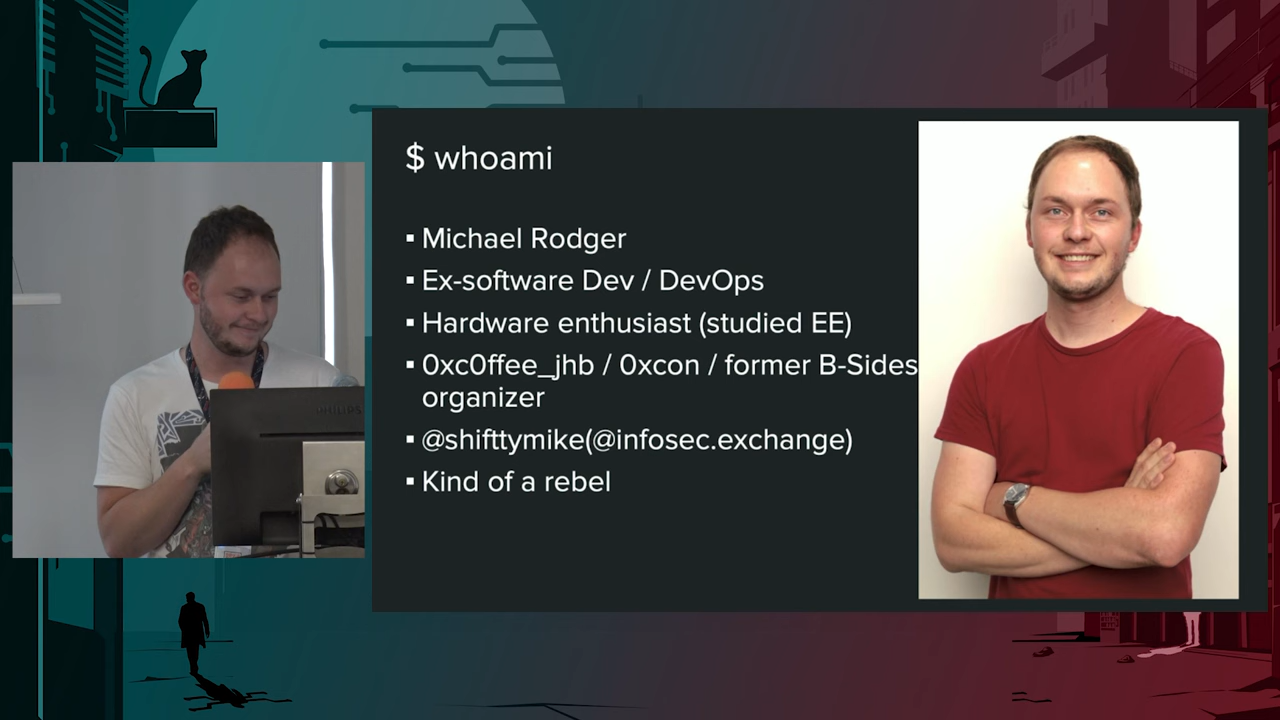 $ whoami
▪ Michael Rodger
▪ Ex-software Dev / DevOps
▪ Hardware enthusiast (studied EE)
▪ 0xc0ffee_jhb / 0xcon / former B-Sides
organizer
▪ @shifttymike(@infosec.exchange)
▪ Kind of a rebel
PHILIPS